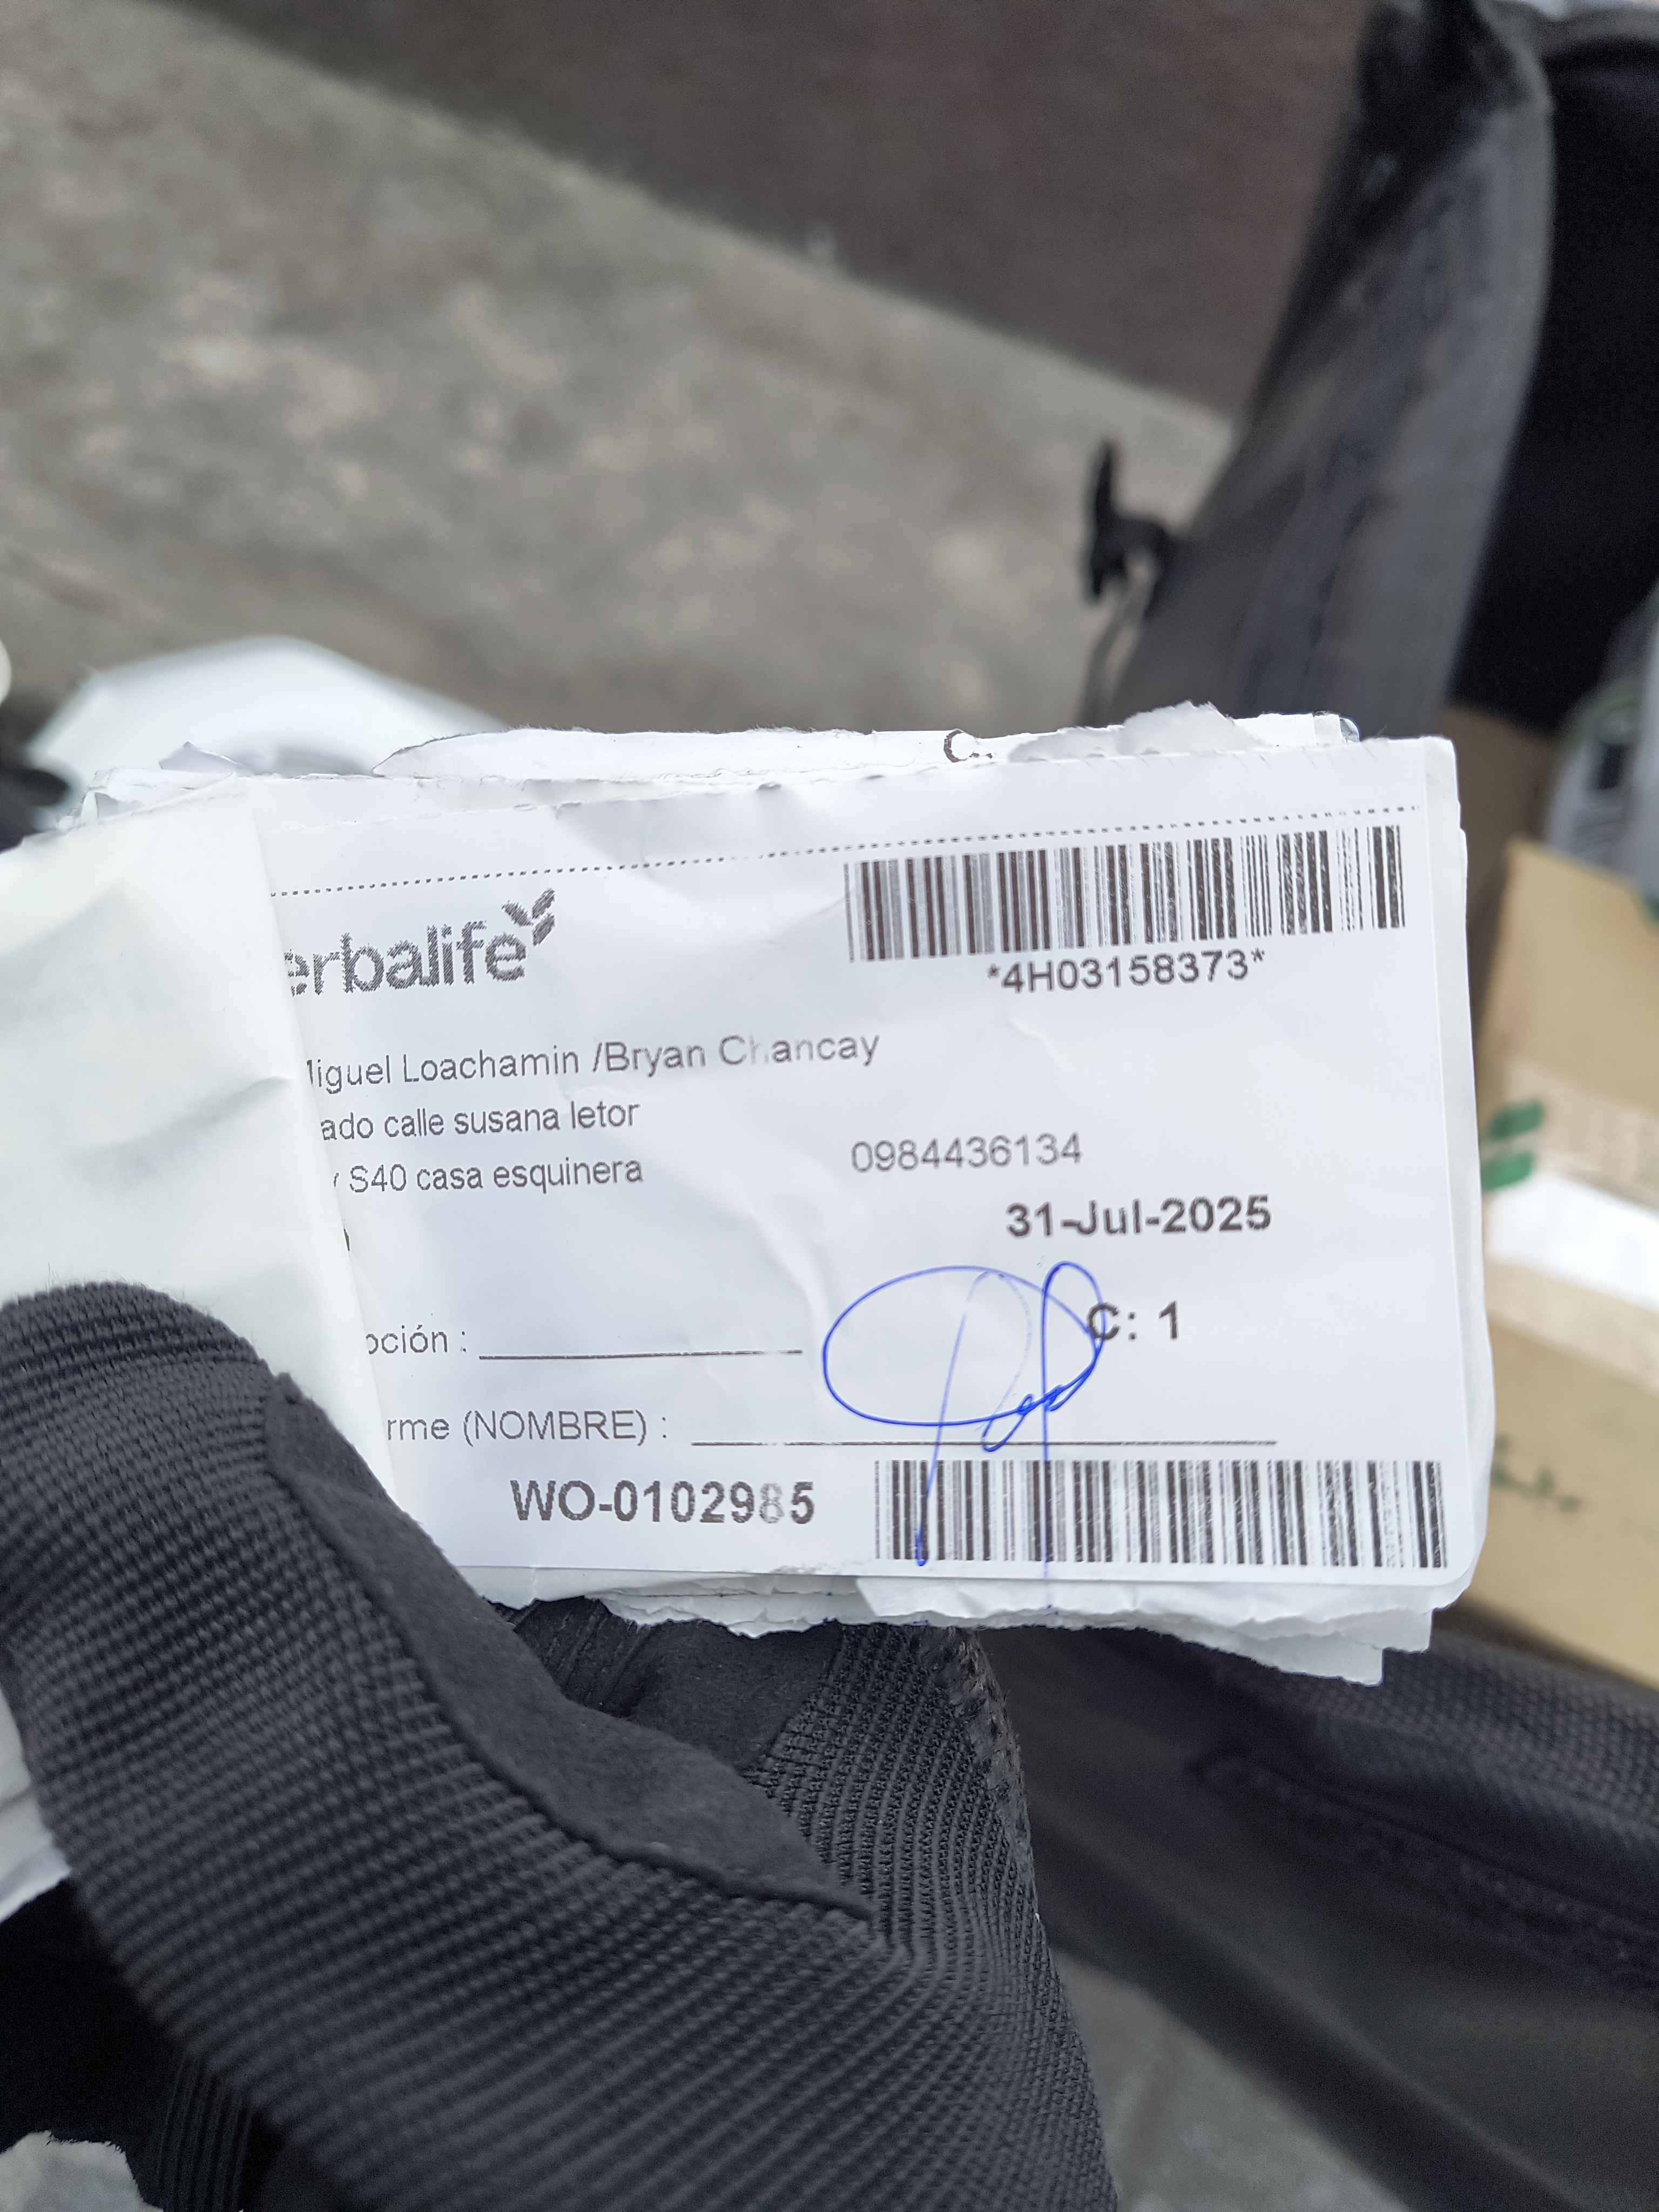 C.
erbalife
*4H03158373*
iguel Loachamin /Bryan Chancay
ado calle susana letor
0984436134
y S40 casa esquinera
31-Jul-2025
C: 1
pción :
rme (NOMBRE) :
WO-0102985